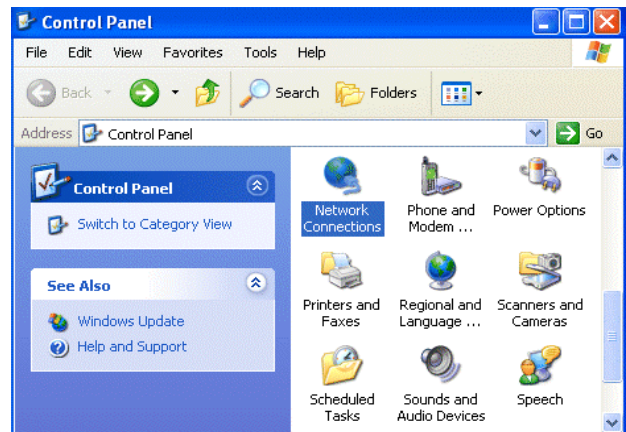 Control Panel
File Edit View Favorites Tools Help
Back Search Folders
Address Control Panel Go
Control Panel
Switch to Category View
See Also
Windows Update
Help and Support
Network
Connections
Phone and
Modem ...
Power Options
Printers and
Faxes
Regional and
Language ...
Scanners and
Cameras
Scheduled
Tasks
Sounds and
Audio Devices
Speech